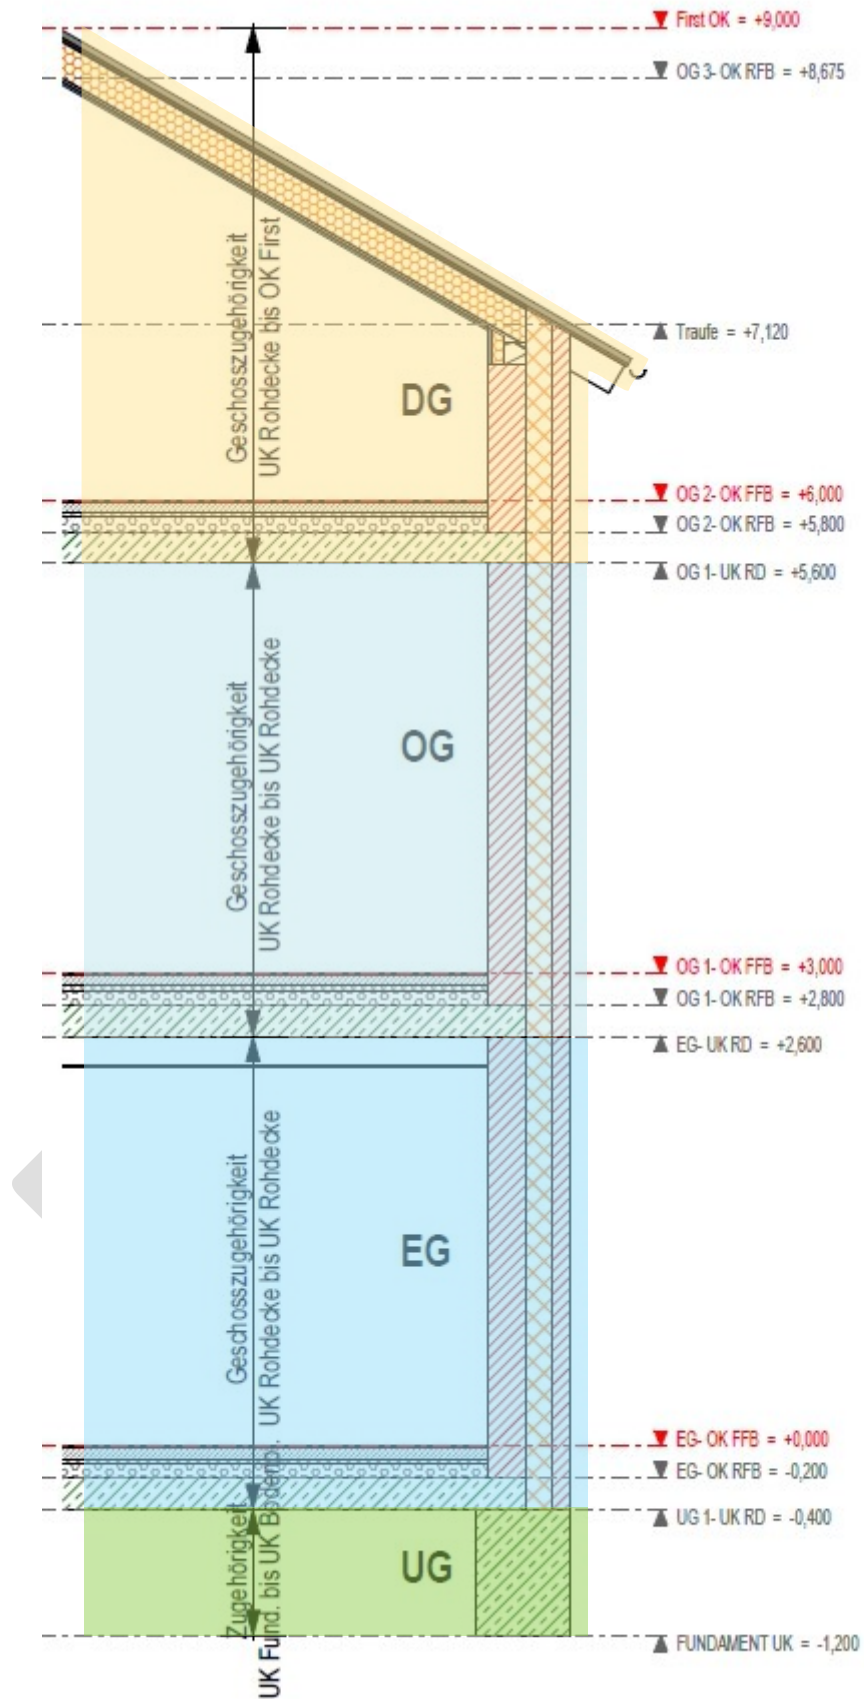 First OK = +9,000
OG 3- OK RFB = +8,675
Geschosszugehörigkeit
UK Rohdecke bis OK First
Traufe = +7,120
DG
OG 2- OK FFB = +6,000
OG 2- OK RFB = +5,800
OG 1- UK RD = +5,600
Geschosszugehörigkeit
UK Rohdecke bis UK Rohdecke
OG
OG 1- OK FFB = +3,000
OG 1- OK RFB = +2,800
EG- UK RD = +2,600
Geschosszugehörigkeit
UK Rohdecke bis UK Rohdecke
EG
EG- OK FFB = +0,000
EG- OK RFB = -0,200
UG 1- UK RD = -0,400
Zugehörigkeit
UK Fund. bis UK Bodenpl.
UG
FUNDAMENT UK = -1,200